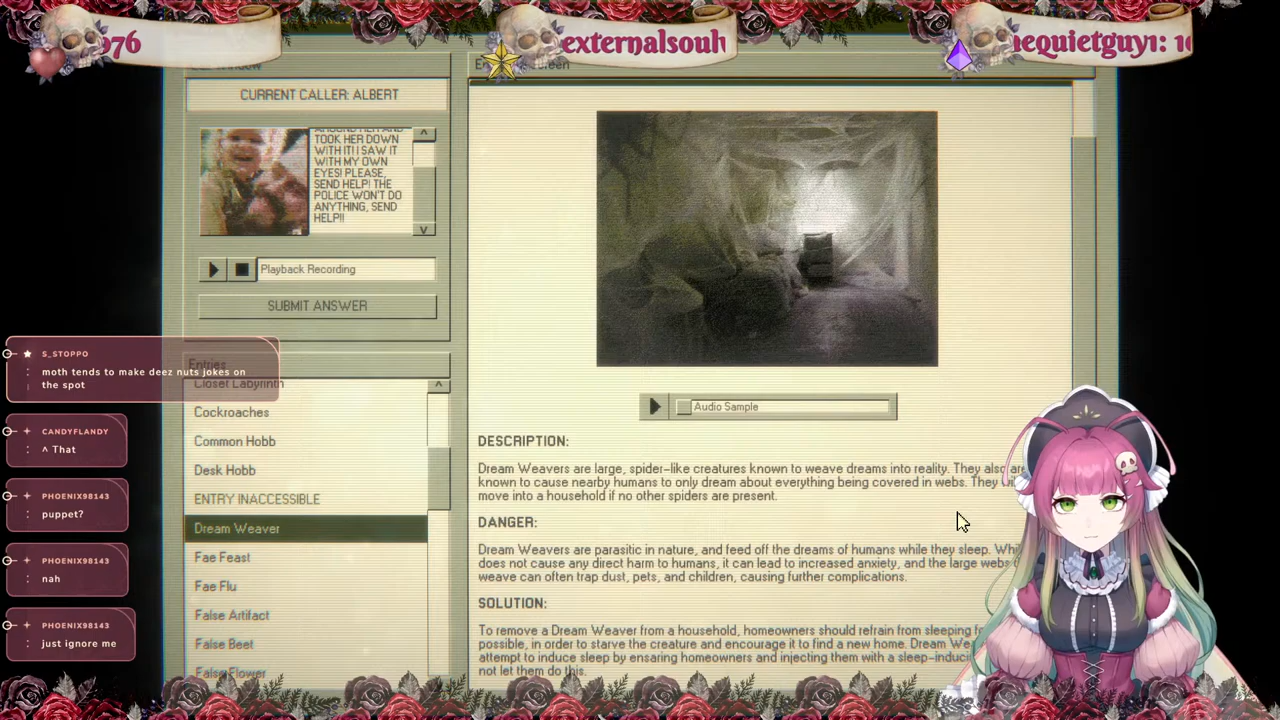 976
externalsoul
equietguy1: 1
CURRENT CALLER: ALBERT
TOOK HER DOWN
WITH IT! I SAW IT
WITH MY OWN
EYES! PLEASE,
SEND HELP! THE
POLICE WON'T DO
ANYTHING, SEND
HELP!!
Playback Recording
SUBMIT ANSWER
Entries
Closet Labyrinth
Cockroaches
Common Hobb
Desk Hobb
ENTRY INACCESSIBLE
Dream Weaver
Fae Feast
Fae Flu
False Artifact
False Beet
False Flower
Audio Sample
DESCRIPTION:
Dream Weavers are large, spider-like creatures known to weave dreams into reality. They also are
known to cause nearby humans to only dream about everything being covered in webs. They
move into a household if no other spiders are present.
DANGER:
Dream Weavers are parasitic in nature, and feed off the dreams of humans while they sleep. Whi
does not cause any direct harm to humans, it can lead to increased anxiety, and the large webs
weave can often trap dust, pets, and children, causing further complications.
SOLUTION:
To remove a Dream Weaver from a household, homeowners should refrain from sleeping f
possible, in order to starve the creature and encourage it to find a new home. Dream Wea
attempt to induce sleep by ensaring homeowners and injecting them with a sleep-induci
not let them do this.
S_STOPPO
moth tends to make deez nuts jokes on
the spot
CANDYFLANDY
^ That
PHOENIX98143
puppet?
PHOENIX98143
nah
PHOENIX98143
just ignore me